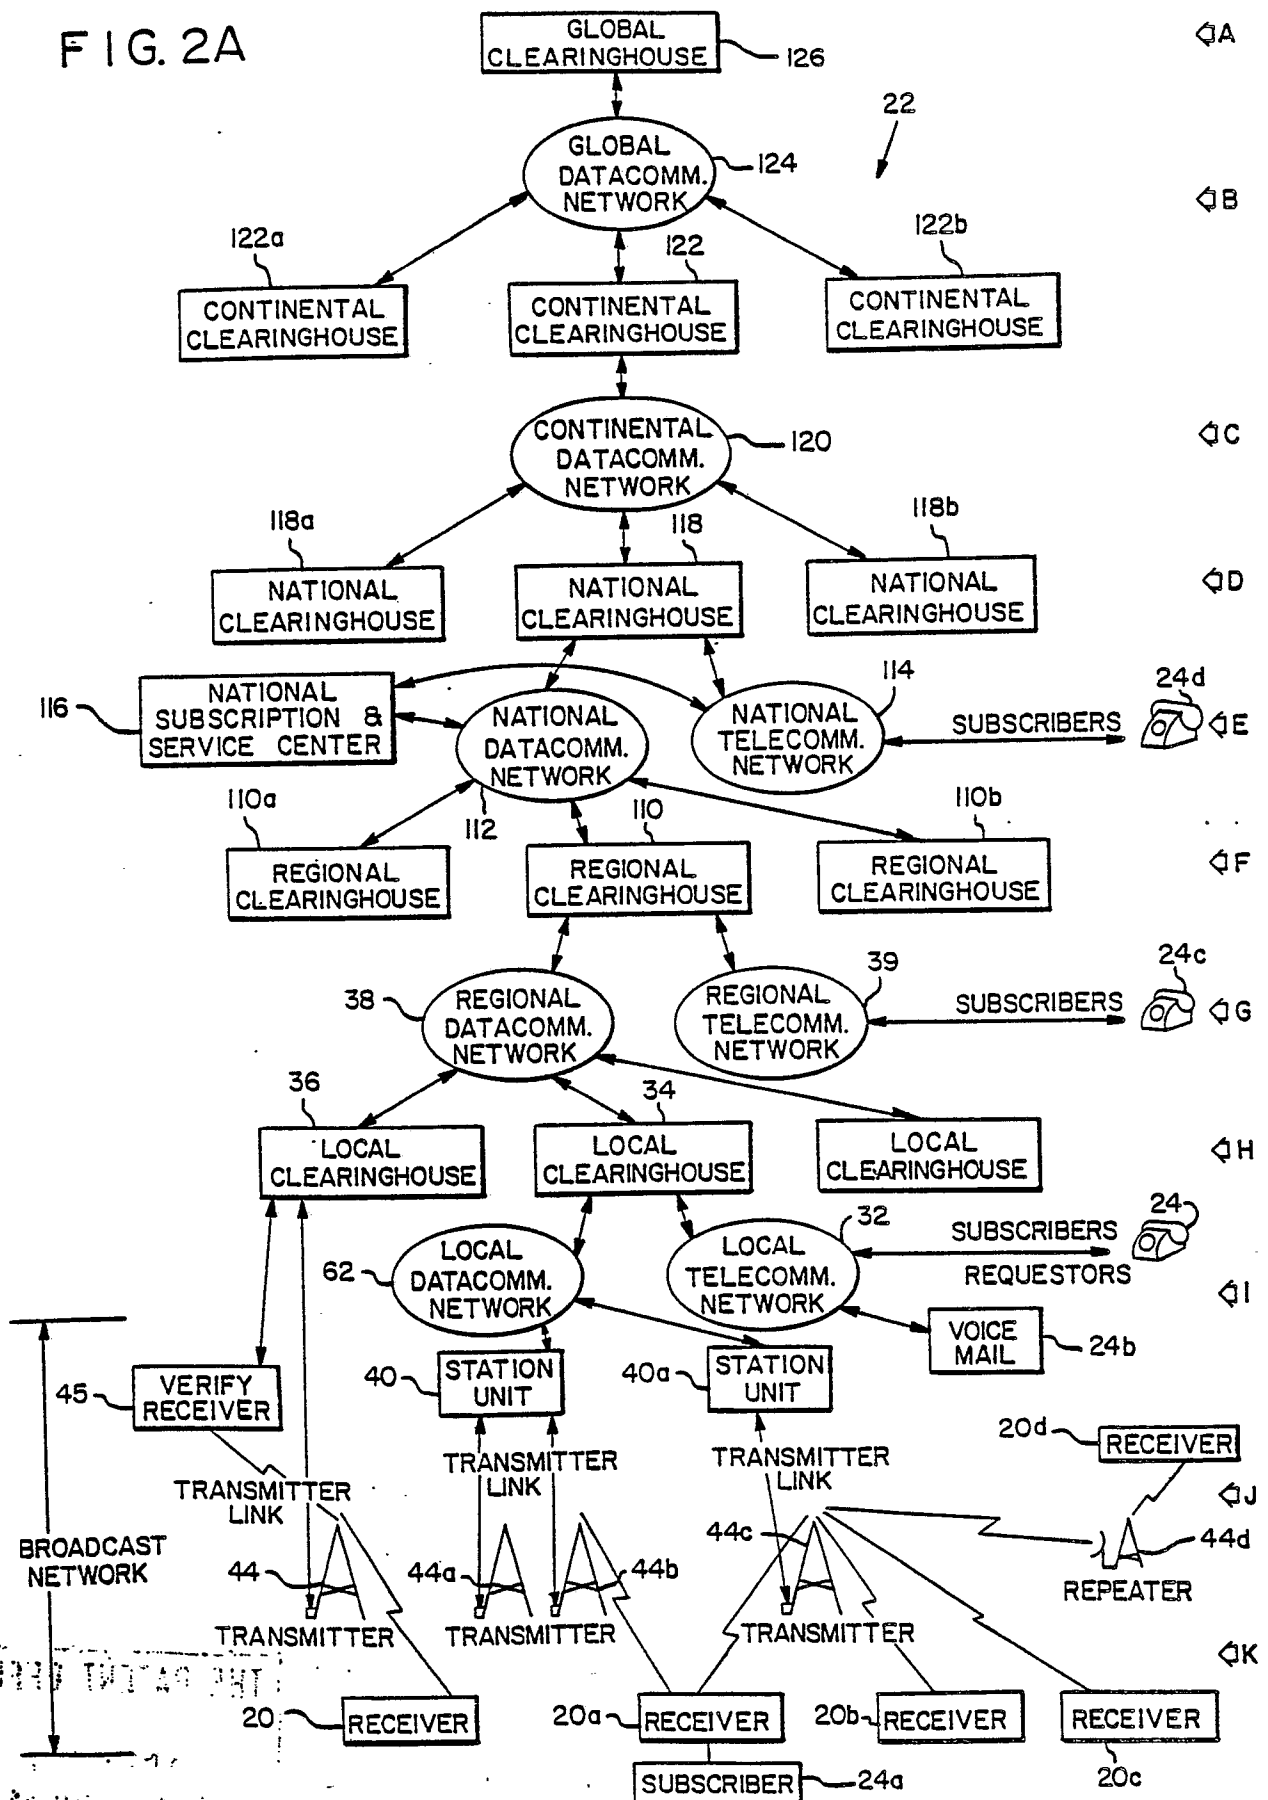 FIG. 2A
GLOBAL
CLEARINGHOUSE
126
A
22
GLOBAL
DATACOMM.
NETWORK
124
B
122a
122
122b
CONTINENTAL
CLEARINGHOUSE
CONTINENTAL
CLEARINGHOUSE
CONTINENTAL
CLEARINGHOUSE
CONTINENTAL
DATACOMM.
NETWORK
120
C
118a
118
118b
NATIONAL
CLEARINGHOUSE
NATIONAL
CLEARINGHOUSE
NATIONAL
CLEARINGHOUSE
D
116
NATIONAL
SUBSCRIPTION &
SERVICE CENTER
NATIONAL
DATACOMM.
NETWORK
112
NATIONAL
TELECOMM.
NETWORK
114
SUBSCRIBERS
24d
E
110a
110
110b
REGIONAL
CLEARINGHOUSE
REGIONAL
CLEARINGHOUSE
REGIONAL
CLEARINGHOUSE
F
38
REGIONAL
DATACOMM.
NETWORK
REGIONAL
TELECOMM.
NETWORK
39
SUBSCRIBERS
24c
G
36
34
LOCAL
CLEARINGHOUSE
LOCAL
CLEARINGHOUSE
LOCAL
CLEARINGHOUSE
H
62
LOCAL
DATACOMM.
NETWORK
LOCAL
TELECOMM.
NETWORK
32
SUBSCRIBERS
REQUESTORS
24
I
VOICE
MAIL
24b
45
VERIFY
RECEIVER
40
STATION
UNIT
40a
STATION
UNIT
20d
RECEIVER
TRANSMITTER
LINK
TRANSMITTER
LINK
TRANSMITTER
LINK
J
BROADCAST
NETWORK
44
44a
44b
44c
44d
REPEATER
TRANSMITTER
TRANSMITTER
TRANSMITTER
K
20
RECEIVER
20a
RECEIVER
20b
RECEIVER
RECEIVER
20c
SUBSCRIBER
24a